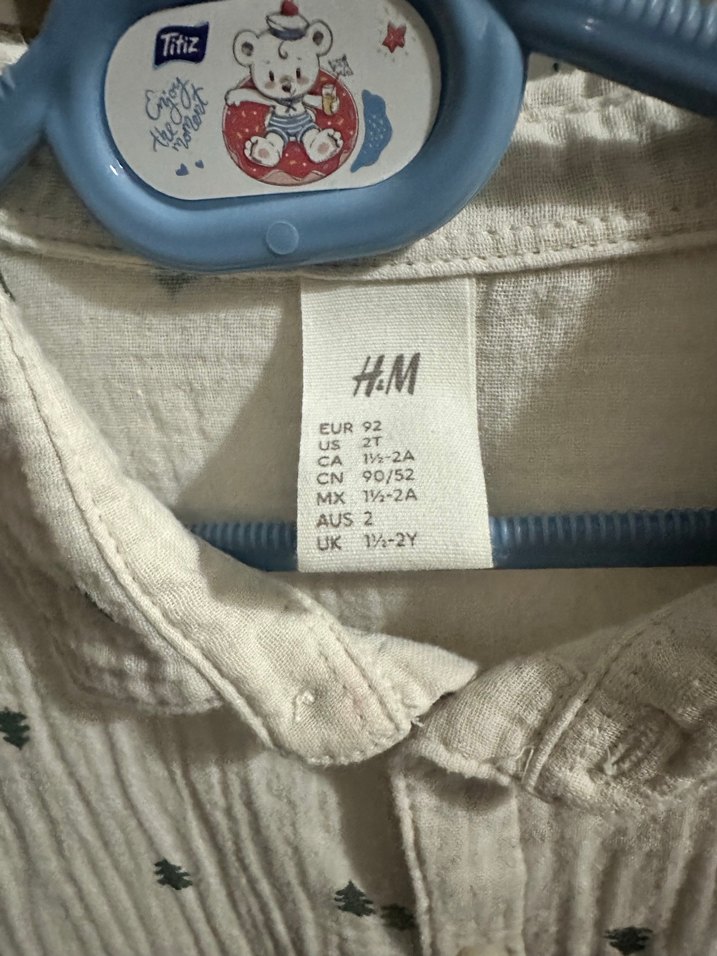 Titiz
Enjoy
the
moment
H&M
EUR 92
US 2T
CA 1½-2A
CN 90/52
MX 1½-2A
AUS 2
UK 1½-2Y